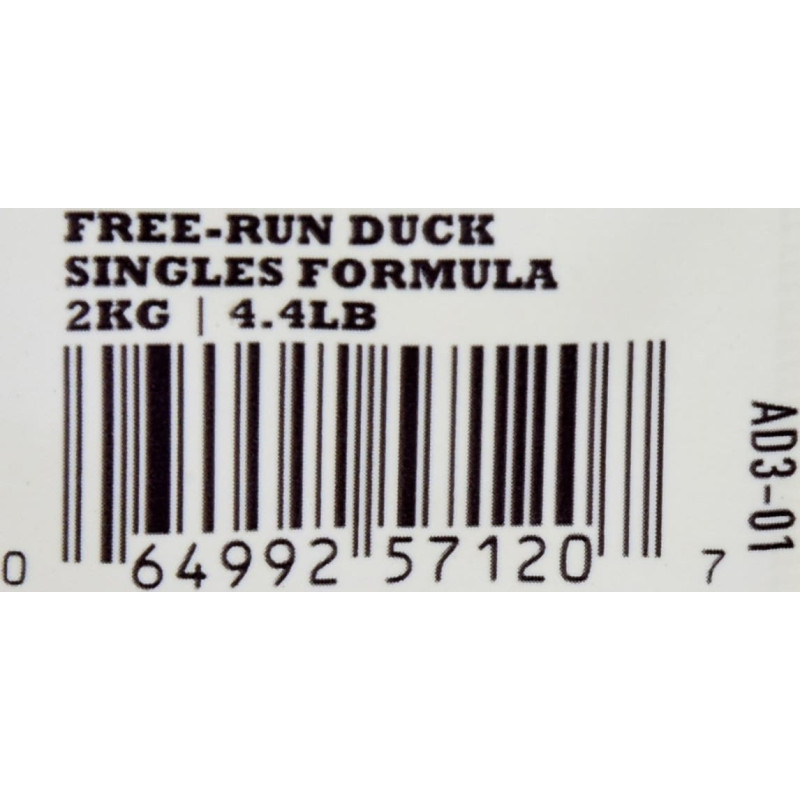 FREE-RUN DUCK
SINGLES FORMULA
2KG | 4.4LB
0 64992 57120 7
AD3-01